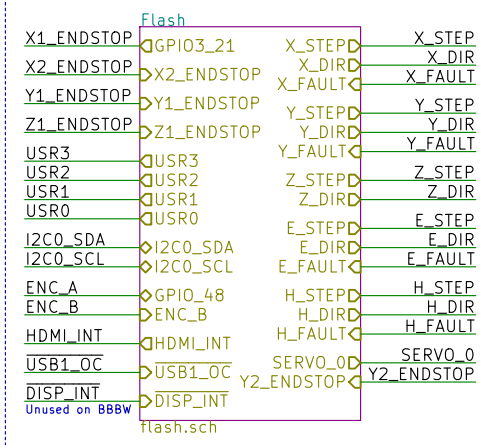 Flash
X1_ENDSTOP
GPIO3_21
X2_ENDSTOP
X2_ENDSTOP
Y1_ENDSTOP
Y1_ENDSTOP
Z1_ENDSTOP
Z1_ENDSTOP
USR3
USR3
USR2
USR2
USR1
USR1
USR0
USR0
I2C0_SDA
I2C0_SDA
I2C0_SCL
I2C0_SCL
ENC_A
GPIO_48
ENC_B
ENC_B
HDMI_INT
HDMI_INT
USB1_OC
USB1_OC
DISP_INT
DISP_INT
Unused on BBBW
X_STEP
X_STEP
X_DIR
X_DIR
X_FAULT
X_FAULT
Y_STEP
Y_STEP
Y_DIR
Y_DIR
Y_FAULT
Y_FAULT
Z_STEP
Z_STEP
Z_DIR
Z_DIR
E_STEP
E_STEP
E_DIR
E_DIR
E_FAULT
E_FAULT
H_STEP
H_STEP
H_DIR
H_DIR
H_FAULT
H_FAULT
SERVO_0
SERVO_0
Y2_ENDSTOP
Y2_ENDSTOP
flash.sch